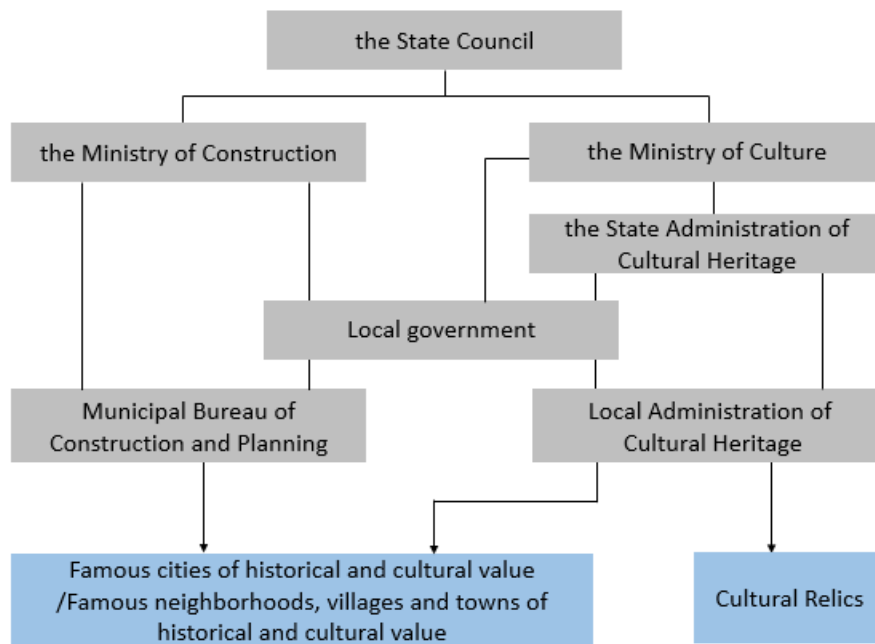 the State Council
the Ministry of Construction
the Ministry of Culture
the State Administration of
Cultural Heritage
Local government
Municipal Bureau of
Construction and Planning
Local Administration of
Cultural Heritage
Famous cities of historical and cultural value
/Famous neighborhoods, villages and towns of
historical and cultural value
Cultural Relics